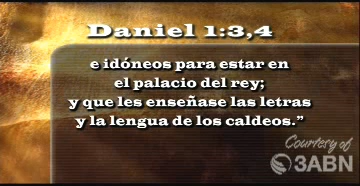 Daniel 1:3,4
e idóneos para estar en
el palacio del rey;
y que les enseñase las letras
y la lengua de los caldeos.”
Courtesy of
3ABN